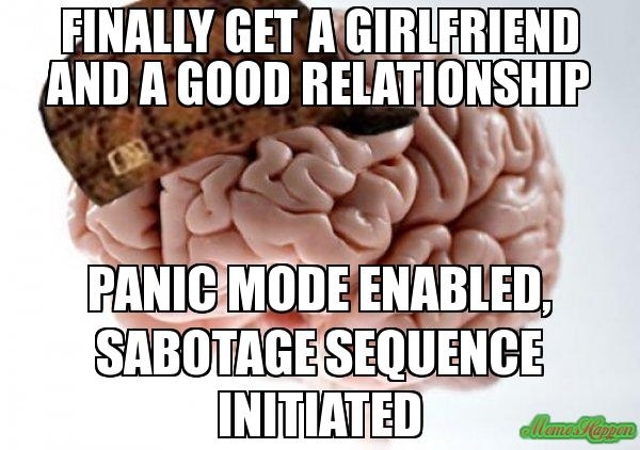 FINALLY GET A GIRLFRIEND
AND A GOOD RELATIONSHIP
PANIC MODE ENABLED,
SABOTAGE SEQUENCE
INITIATED
MemesHappen